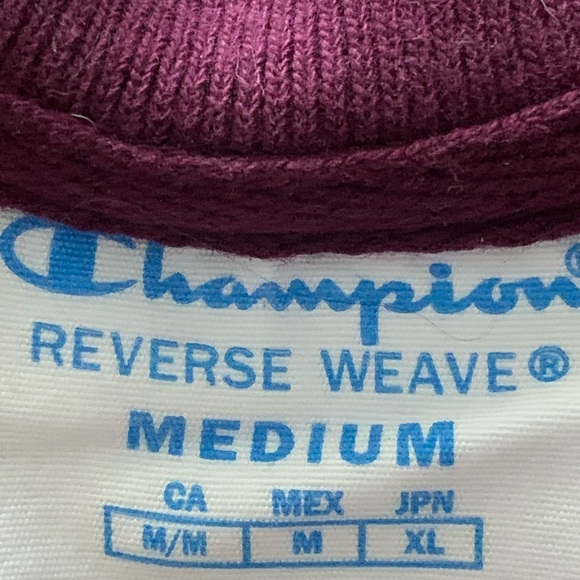 Champion®
REVERSE WEAVE®
MEDIUM
CA MEX JPN
M/M M XL